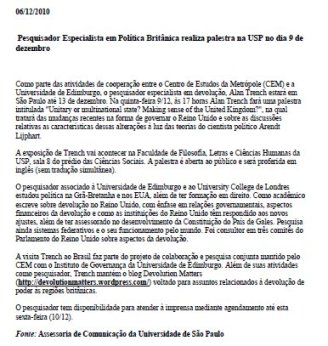 06/12/2010
Pesquisador Especialista em Política Britânica realiza palestra na USP no dia 9 de
dezembro
Como parte das atividades de cooperação entre o Centro de Estudos da Metrópole (CEM) e a
Universidade de Edimburgo, o pesquisador especialista em devolução, Alan Trench estará em
São Paulo até 13 de dezembro. Na quinta-feira 9/12, às 17 horas Alan Trench fará uma palestra
intitulada "Unitary or multinational state? Making sense of the United Kingdom?", na qual
tratará das mudanças recentes na forma de governar o Reino Unido e sobre as discussões
relativas as características dessas alterações à luz das teorias do cientista político Arendt
Lijphart.
A exposição de Trench vai acontecer na Faculdade de Filosofia, Letras e Ciências Humanas da
USP, sala 8 do prédio das Ciências Sociais. A palestra é aberta ao público e será proferida em
inglês (sem tradução simultânea).
O pesquisador associado à Universidade de Edimburgo e ao University College de Londres
estudou política na Grã-Bretanha e nos EUA, além de ter formação em direito. Como acadêmico
escreve sobre devolução no Reino Unido, com ênfase em relações governamentais, aspectos
financeiros da devolução e como as instituições do Reino Unido têm respondido aos novos
ajustes, além de ter assessorado no desenvolvimento da Constituição do País de Gales. Pesquisa
ainda sistemas federativos e o seu funcionamento pelo mundo. Foi consultor em três comitês do
Parlamento do Reino Unido sobre aspectos da devolução.
A visita Trench ao Brasil faz parte do projeto de colaboração e pesquisa conjunta mantido pelo
CEM com o Instituto de Governança da Universidade de Edimburgo. Além de suas atividades
como pesquisador, Trench mantém o blog Devolution Matters
(http://devolutionmatters.wordpress.com/) voltado para assuntos relacionados à devolução de
poder às regiões britânicas.
O pesquisador tem disponibilidade para atender à imprensa mediante agendamento até esta
sexta-feira (10/12).
Fonte: Assessoria de Comunicação da Universidade de São Paulo